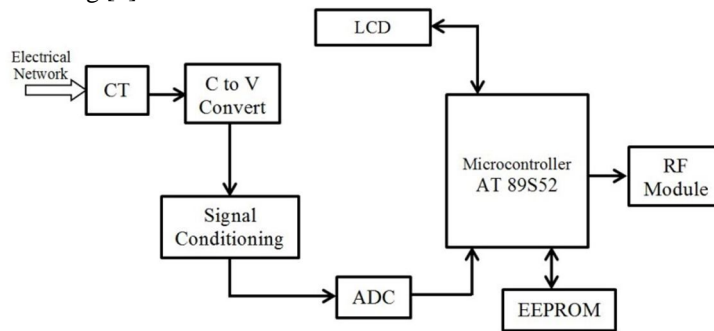 LCD
Electrical
Network
CT
C to V
Convert
Microcontroller
AT 89S52
RF
Module
Signal
Conditioning
ADC
EEPROM